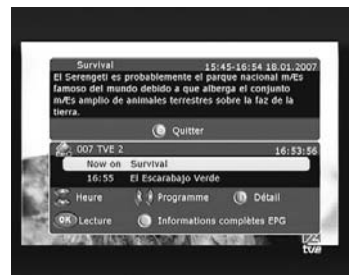 Survival 15:45-16:54 18.01.2007
El Serengeti es probablemente el parque nacional mÆs
famoso del mundo debido a que alberga el conjunto
mÆs amplio de animales terrestres sobre la faz de la
tierra.
Quitter
007 TVE 2 16:53:56
Now on Survival
16:55 El Escarabajo Verde
Heure Programme Détail
OK Lecture Informations complètes EPG
2
tve